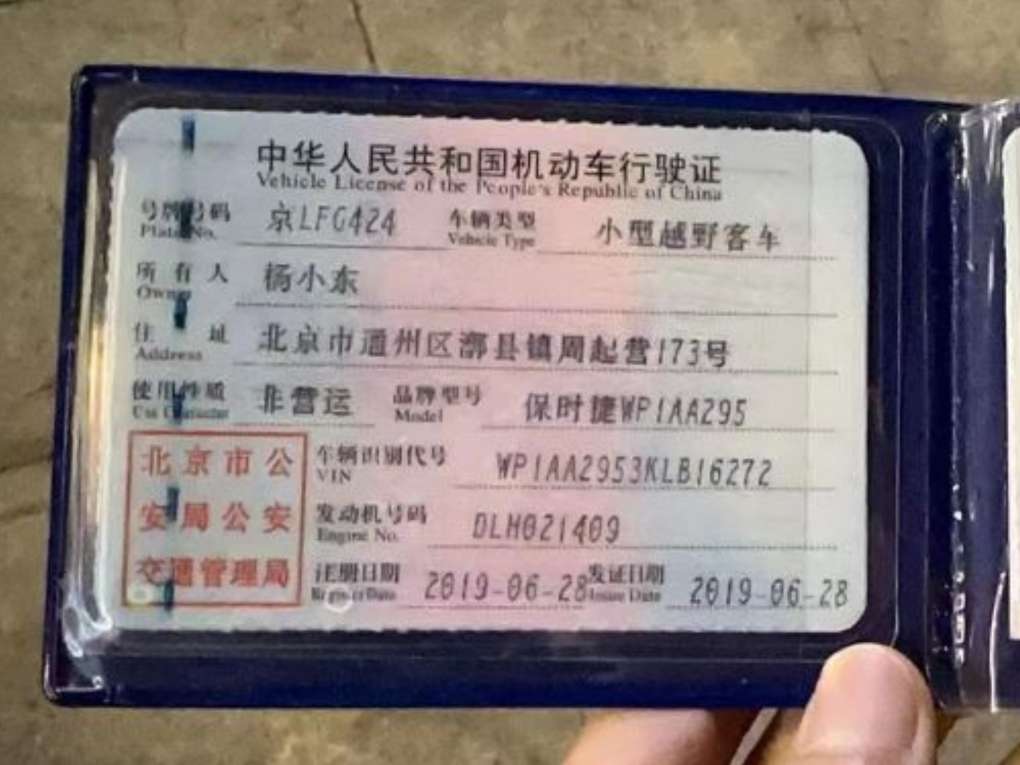 中华人民共和国机动车行驶证
Vehicle License of the People's Republic of China
号牌号码 京LFG424 车辆类型 小型越野客车
Plate No. Vehicle Type
所有人 杨小东
Owner
住址 北京市通州区漷县镇周起营173号
Address
使用性质 非营运 品牌型号 保时捷WP1AA295
Use Character Model
北京市公
安局公安
交通管理局
车辆识别代号 WP1AA2953KLB16272
VIN
发动机号码 DLH021409
Engine No.
注册日期 2019-06-28 发证日期 2019-06-28
Register Date Issue Date